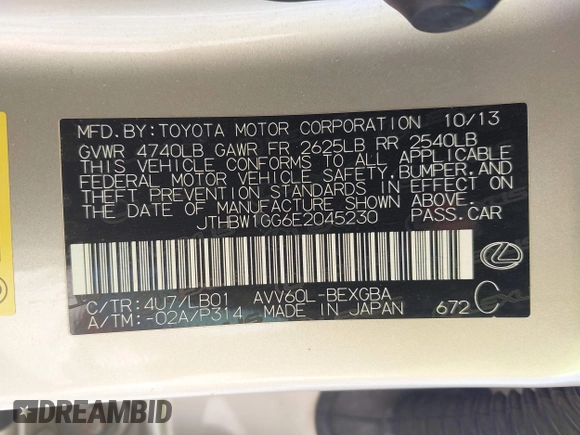 MFD. BY: TOYOTA MOTOR CORPORATION 10/13
GVWR 4740LB GAWR FR 2625LB RR 2540LB
THIS VEHICLE CONFORMS TO ALL APPLICABLE
FEDERAL MOTOR VEHICLE SAFETY, BUMPER, AND
THEFT PREVENTION STANDARDS IN EFFECT ON
THE DATE OF MANUFACTURE SHOWN ABOVE.
JTHBW1GG6E2045230 PASS. CAR
C/TR: 4U7/LB01 AVV60L-BEXGBA
A/TM: -02A/P314 MADE IN JAPAN 672 C
DREAMBID